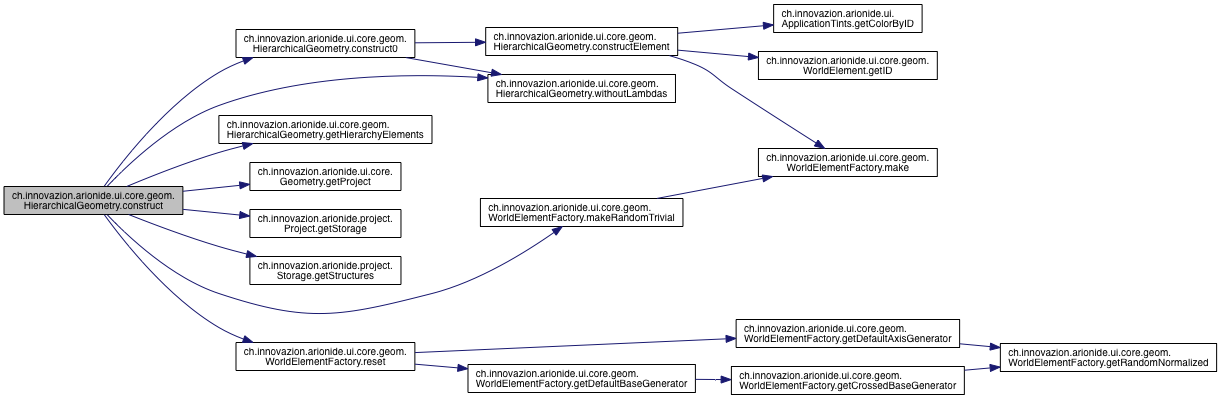 ch.innovazion.arionide.ui.core.geom.
HierarchicalGeometry.construct
ch.innovazion.arionide.ui.core.geom.
HierarchicalGeometry.construct0
ch.innovazion.arionide.ui.core.geom.
HierarchicalGeometry.constructElement
ch.innovazion.arionide.ui.
ApplicationTints.getColorByID
ch.innovazion.arionide.ui.core.geom.
WorldElement.getID
ch.innovazion.arionide.ui.core.geom.
HierarchicalGeometry.withoutLambdas
ch.innovazion.arionide.ui.core.geom.
HierarchicalGeometry.getHierarchyElements
ch.innovazion.arionide.ui.core.
Geometry.getProject
ch.innovazion.arionide.ui.core.geom.
WorldElementFactory.make
ch.innovazion.arionide.project.
Project.getStorage
ch.innovazion.arionide.ui.core.geom.
WorldElementFactory.makeRandomTrivial
ch.innovazion.arionide.project.
Storage.getStructures
ch.innovazion.arionide.ui.core.geom.
WorldElementFactory.reset
ch.innovazion.arionide.ui.core.geom.
WorldElementFactory.getDefaultAxisGenerator
ch.innovazion.arionide.ui.core.geom.
WorldElementFactory.getDefaultBaseGenerator
ch.innovazion.arionide.ui.core.geom.
WorldElementFactory.getCrossedBaseGenerator
ch.innovazion.arionide.ui.core.geom.
WorldElementFactory.getRandomNormalized